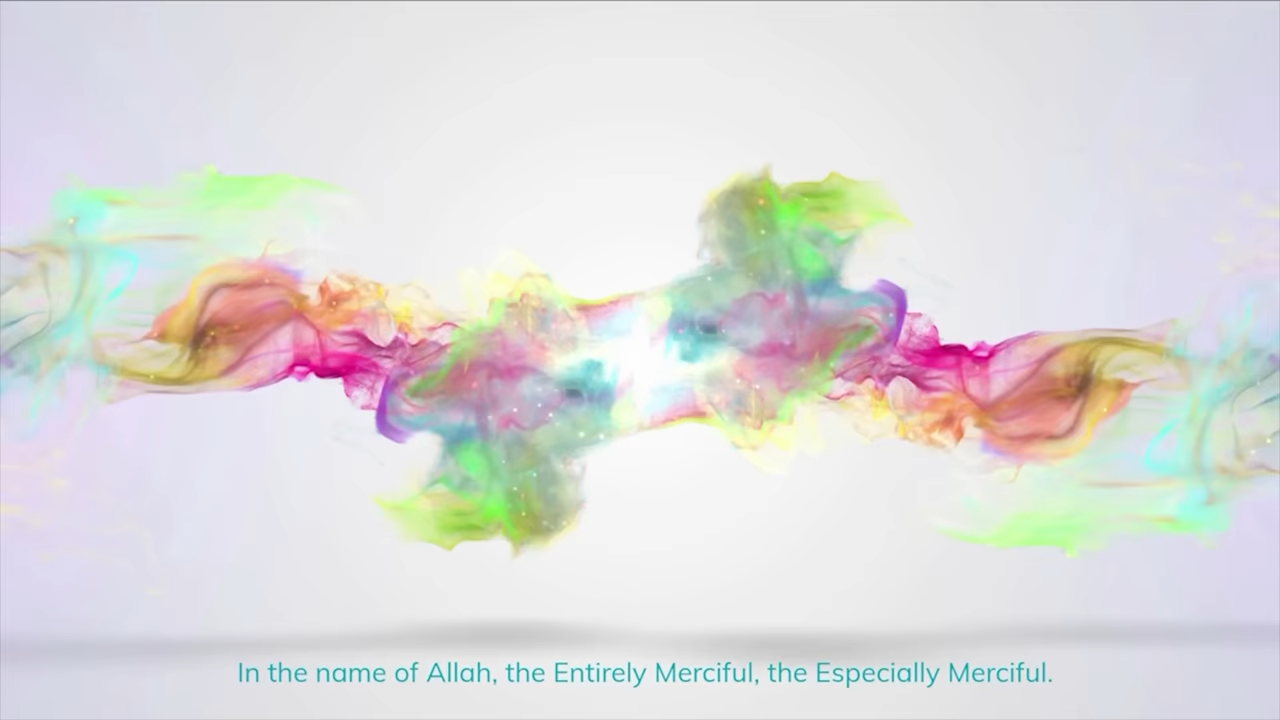 In the name of Allah, the Entirely Merciful, the Especially Merciful.